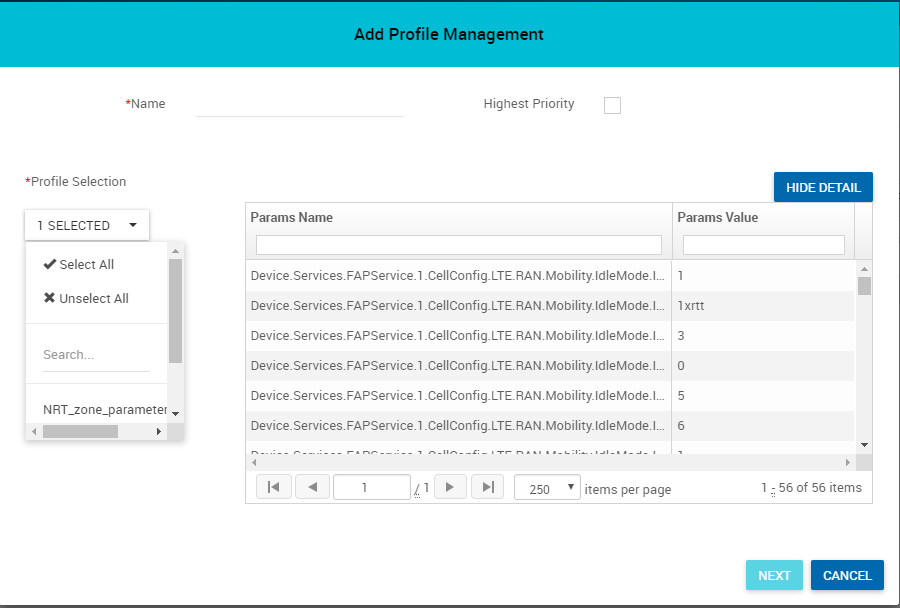 Add Profile Management
*Name
Highest Priority
*Profile Selection
HIDE DETAIL
1 SELECTED
Select All
Unselect All
Search...
NRT_zone_parameter
Params Name Params Value
Device.Services.FAPService.1.CellConfig.LTE.RAN.Mobility.IdleMode.I... 1
Device.Services.FAPService.1.CellConfig.LTE.RAN.Mobility.IdleMode.I... 1xrtt
Device.Services.FAPService.1.CellConfig.LTE.RAN.Mobility.IdleMode.I... 3
Device.Services.FAPService.1.CellConfig.LTE.RAN.Mobility.IdleMode.I... 0
Device.Services.FAPService.1.CellConfig.LTE.RAN.Mobility.IdleMode.I... 5
Device.Services.FAPService.1.CellConfig.LTE.RAN.Mobility.IdleMode.I... 6
1 / 1 250 items per page 1 - 56 of 56 items
NEXT CANCEL